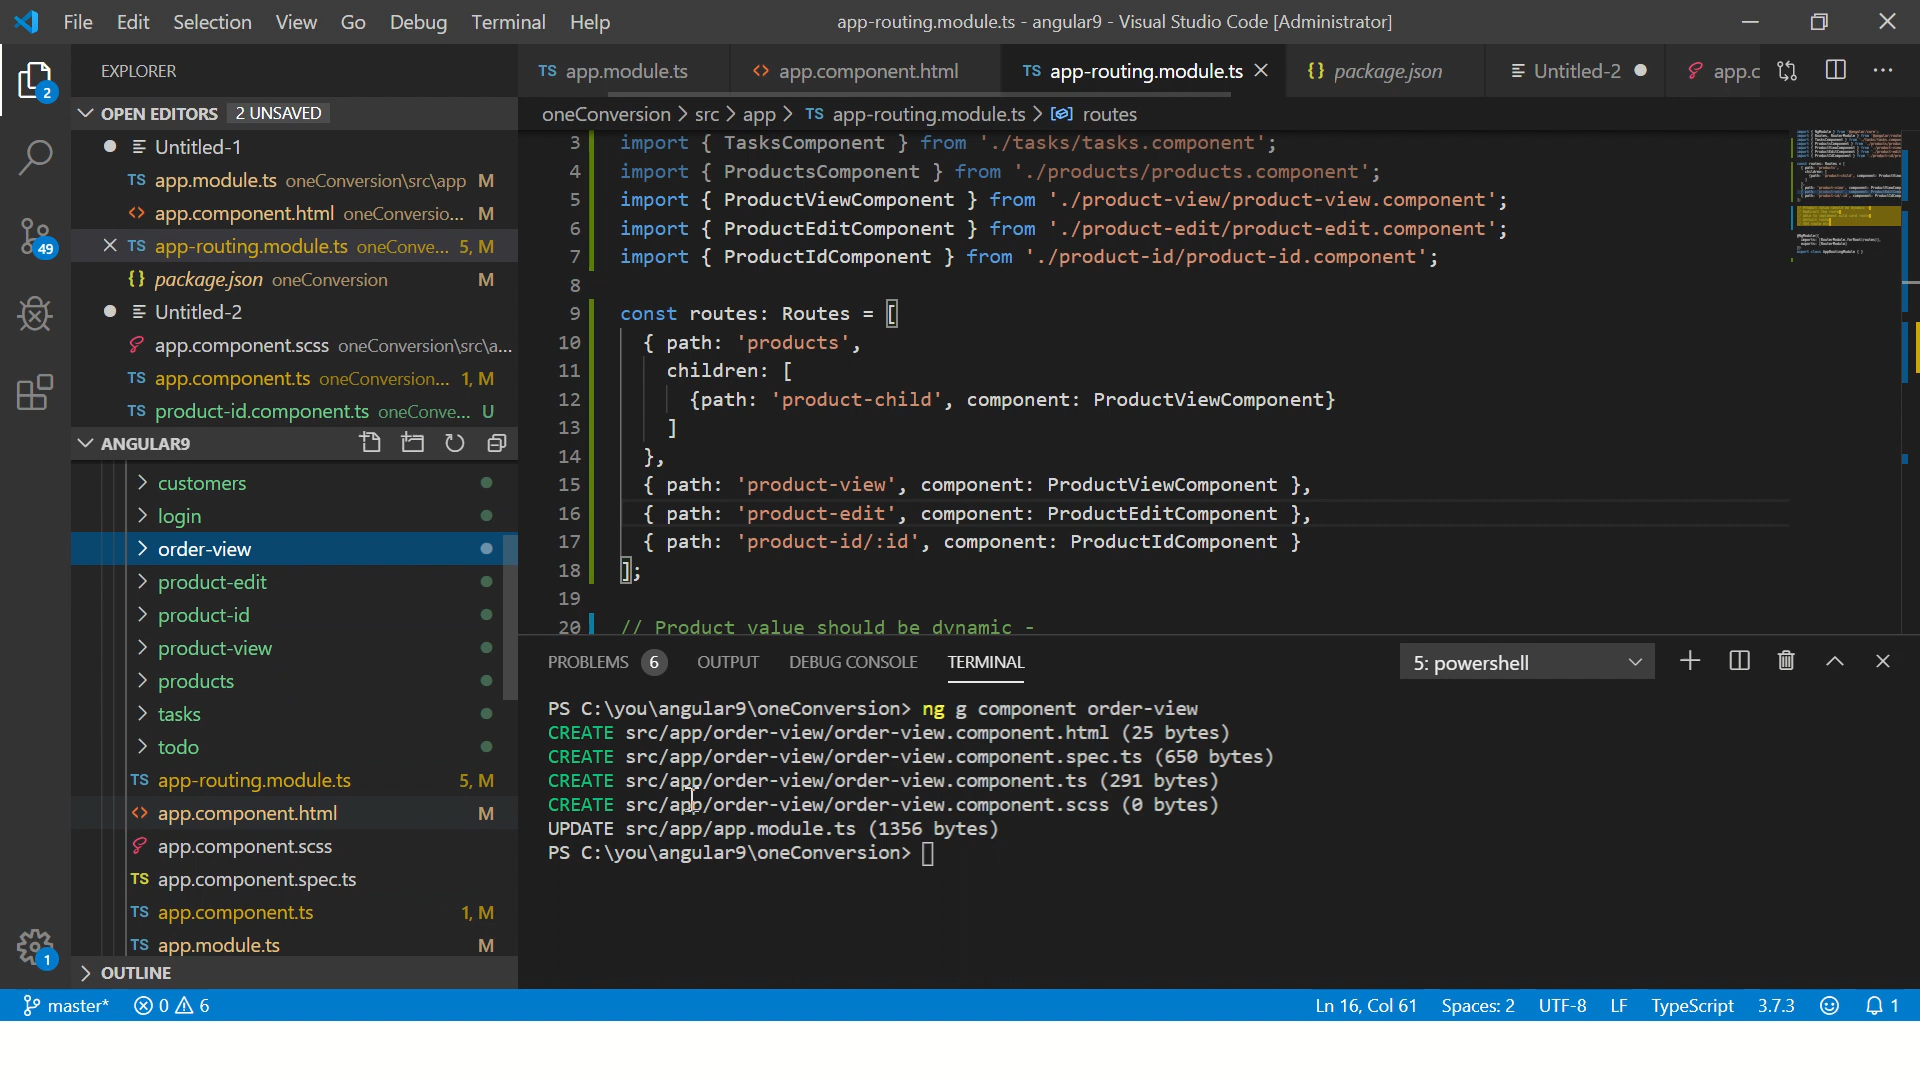 File Edit Selection View Go Debug Terminal Help
app-routing.module.ts - angular9 - Visual Studio Code [Administrator]
EXPLORER
OPEN EDITORS 2 UNSAVED
Untitled-1
TS app.module.ts oneConversion\src\app M
<> app.component.html oneConversio... M
TS app-routing.module.ts oneConve... 5, M
{} package.json oneConversion M
Untitled-2
app.component.scss oneConversion\src\a...
TS app.component.ts oneConversion... 1, M
TS product-id.component.ts oneConve... U
ANGULAR9
customers
login
order-view
product-edit
product-id
product-view
products
tasks
todo
TS app-routing.module.ts 5, M
<> app.component.html M
app.component.scss
TS app.component.spec.ts
TS app.component.ts 1, M
TS app.module.ts M
OUTLINE
2
49
1
TS app.module.ts <> app.component.html TS app-routing.module.ts {} package.json Untitled-2 app.c
oneConversion > src > app > TS app-routing.module.ts > routes
3 import { TasksComponent } from './tasks/tasks.component';
4 import { ProductsComponent } from './products/products.component';
5 import { ProductViewComponent } from './product-view/product-view.component';
6 import { ProductEditComponent } from './product-edit/product-edit.component';
7 import { ProductIdComponent } from './product-id/product-id.component';
8
9 const routes: Routes = [
10 { path: 'products',
11 children: [
12 {path: 'product-child', component: ProductViewComponent}
13 ]
14 },
15 { path: 'product-view', component: ProductViewComponent },
16 { path: 'product-edit', component: ProductEditComponent },
17 { path: 'product-id/:id', component: ProductIdComponent }
18 ];
19
20 // Product value should be dynamic -
PROBLEMS 6 OUTPUT DEBUG CONSOLE TERMINAL 5: powershell
PS C:\you\angular9\oneConversion> ng g component order-view
CREATE src/app/order-view/order-view.component.html (25 bytes)
CREATE src/app/order-view/order-view.component.spec.ts (650 bytes)
CREATE src/app/order-view/order-view.component.ts (291 bytes)
CREATE src/app/order-view/order-view.component.scss (0 bytes)
UPDATE src/app/app.module.ts (1356 bytes)
PS C:\you\angular9\oneConversion>
master* 0 6 Ln 16, Col 61 Spaces: 2 UTF-8 LF TypeScript 3.7.3 1